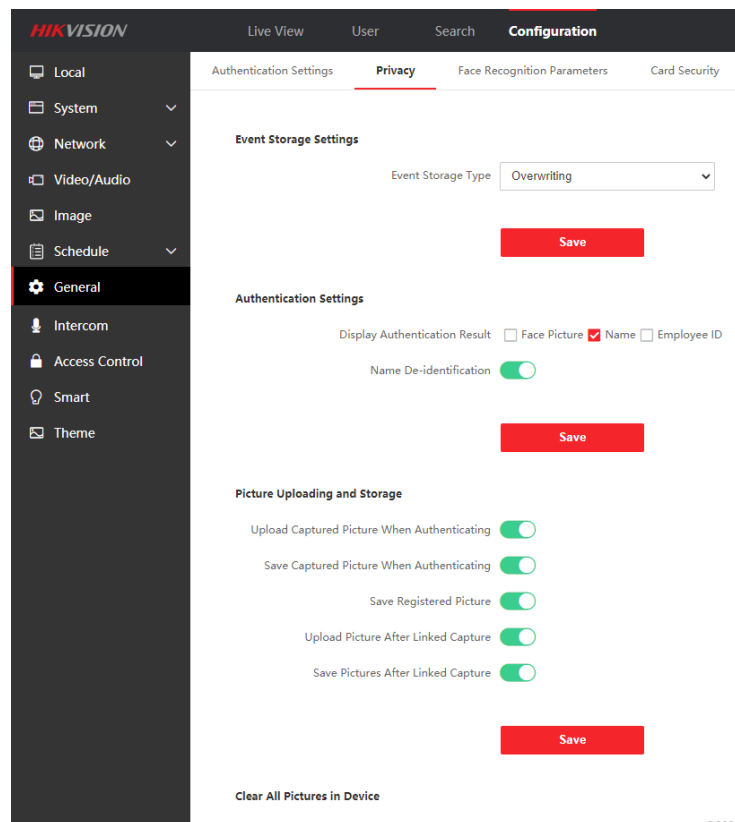 HIKVISION Live View User Search Configuration
Local
Authentication Settings Privacy Face Recognition Parameters Card Security
System
Network
Event Storage Settings
Video/Audio
Event Storage Type Overwriting
Image
Schedule
Save
General
Authentication Settings
Intercom
Display Authentication Result Face Picture Name Employee ID
Access Control
Name De-identification
Smart
Theme
Save
Picture Uploading and Storage
Upload Captured Picture When Authenticating
Save Captured Picture When Authenticating
Save Registered Picture
Upload Picture After Linked Capture
Save Pictures After Linked Capture
Save
Clear All Pictures in Device